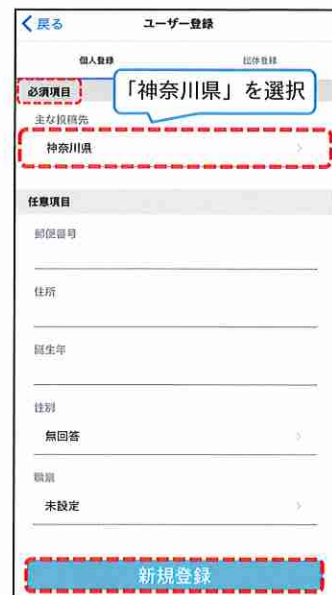 戻る ユーザー登録
個人登録 団体登録
必須項目
「神奈川県」を選択
主な投稿先
神奈川県
任意項目
郵便番号
住所
誕生年
性別
無回答
職業
未設定
新規登録